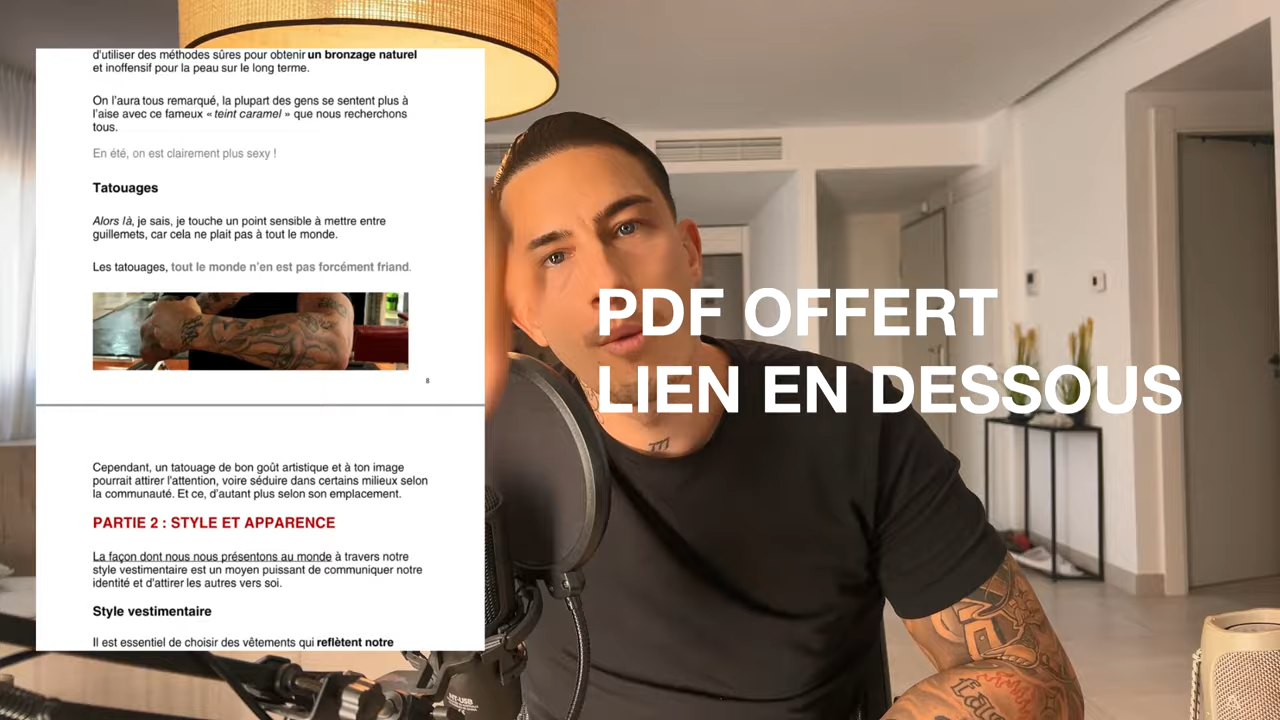 d'utiliser des méthodes sûres pour obtenir un bronzage naturel
et inoffensif pour la peau sur le long terme.
On l'aura tous remarqué, la plupart des gens se sentent plus à
l'aise avec ce fameux « teint caramel » que nous recherchons
tous.
En été, on est clairement plus sexy !
Tatouages
Alors là, je sais, je touche un point sensible à mettre entre
guillemets, car cela ne plait pas à tout le monde.
Les tatouages, tout le monde n'en est pas forcément friand.
8
Cependant, un tatouage de bon goût artistique et à ton image
pourrait attirer l'attention, voire séduire dans certains milieux selon
la communauté. Et ce, d'autant plus selon son emplacement.
PARTIE 2 : STYLE ET APPARENCE
La façon dont nous nous présentons au monde à travers notre
style vestimentaire est un moyen puissant de communiquer notre
identité et d'attirer les autres vers soi.
Style vestimentaire
Il est essentiel de choisir des vêtements qui reflètent notre
PDF OFFERT
LIEN EN DESSOUS
777
NT-USB